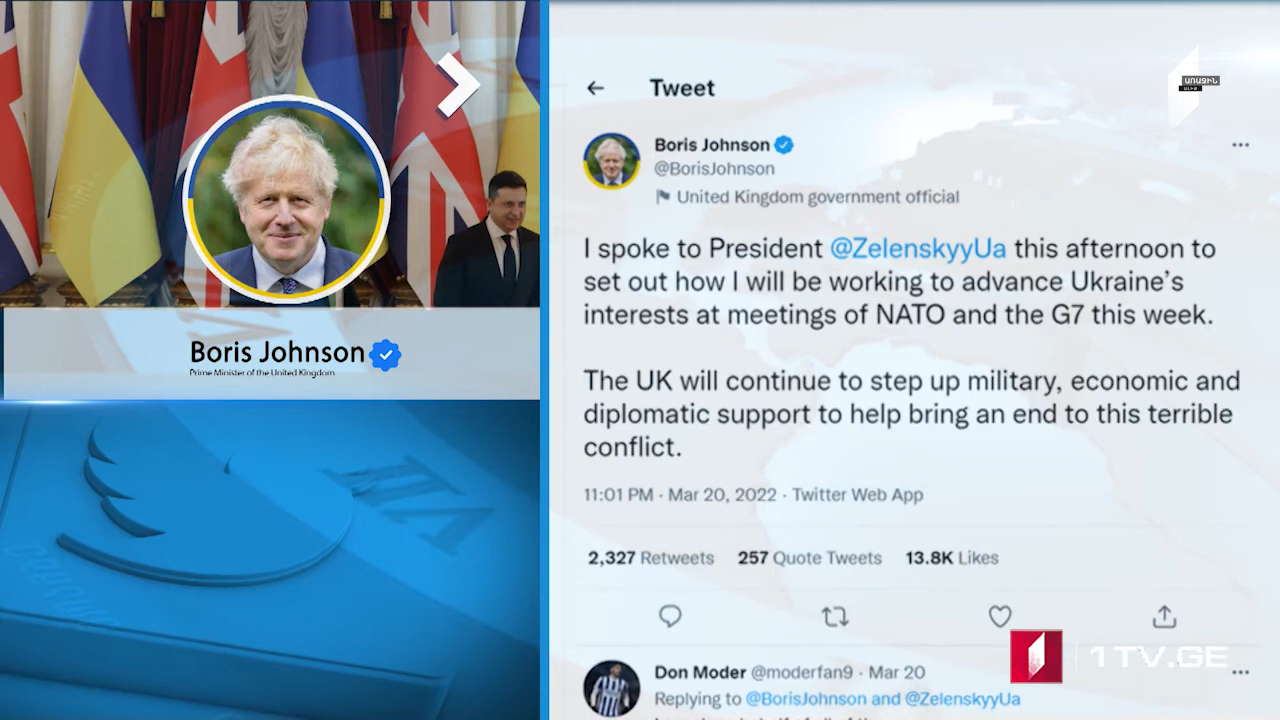 Boris Johnson
Prime Minister of the United Kingdom
Tweet
ԱՌԱՋԻՆ
ԱԼԻՔ
Boris Johnson
@BorisJohnson
United Kingdom government official
I spoke to President @ZelenskyyUa this afternoon to
set out how I will be working to advance Ukraine’s
interests at meetings of NATO and the G7 this week.
The UK will continue to step up military, economic and
diplomatic support to help bring an end to this terrible
conflict.
11:01 PM · Mar 20, 2022 · Twitter Web App
2,327 Retweets 257 Quote Tweets 13.8K Likes
1TV.GE
Don Moder @moderfan9 · Mar 20
Replying to @BorisJohnson and @ZelenskyyUa